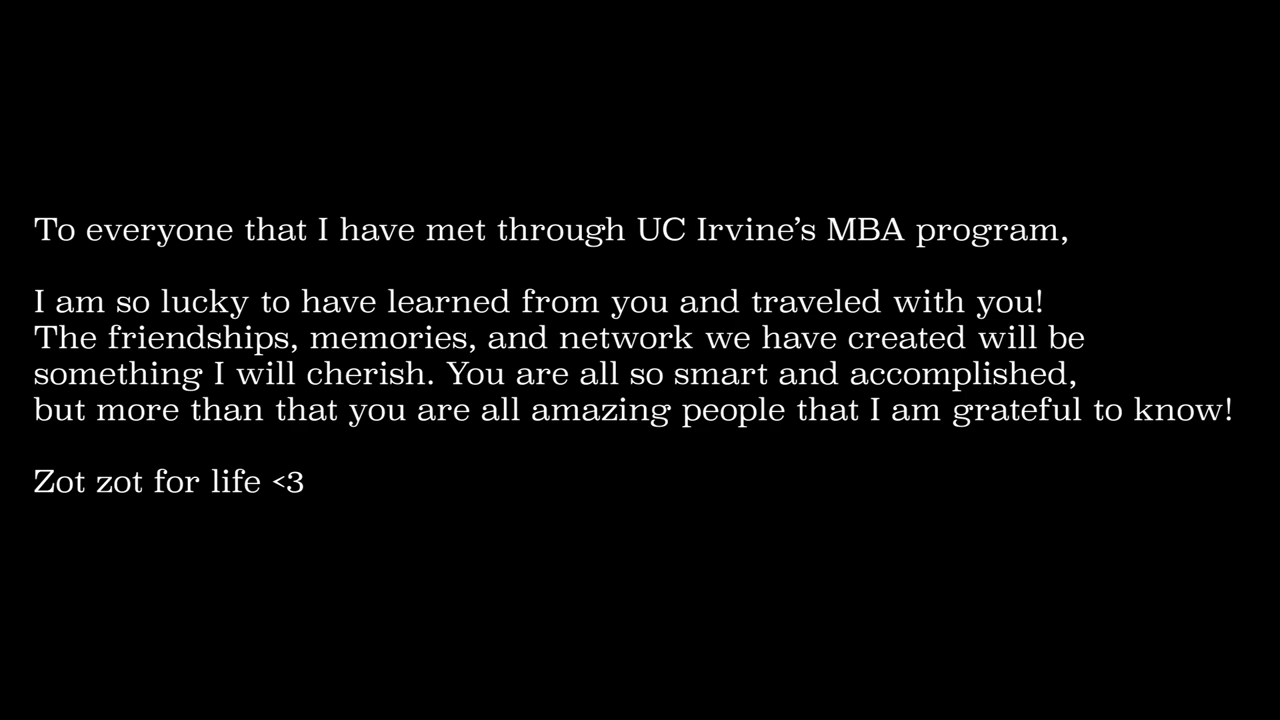 To everyone that I have met through UC Irvine’s MBA program,
I am so lucky to have learned from you and traveled with you!
The friendships, memories, and network we have created will be
something I will cherish. You are all so smart and accomplished,
but more than that you are all amazing people that I am grateful to know!
Zot zot for life <3